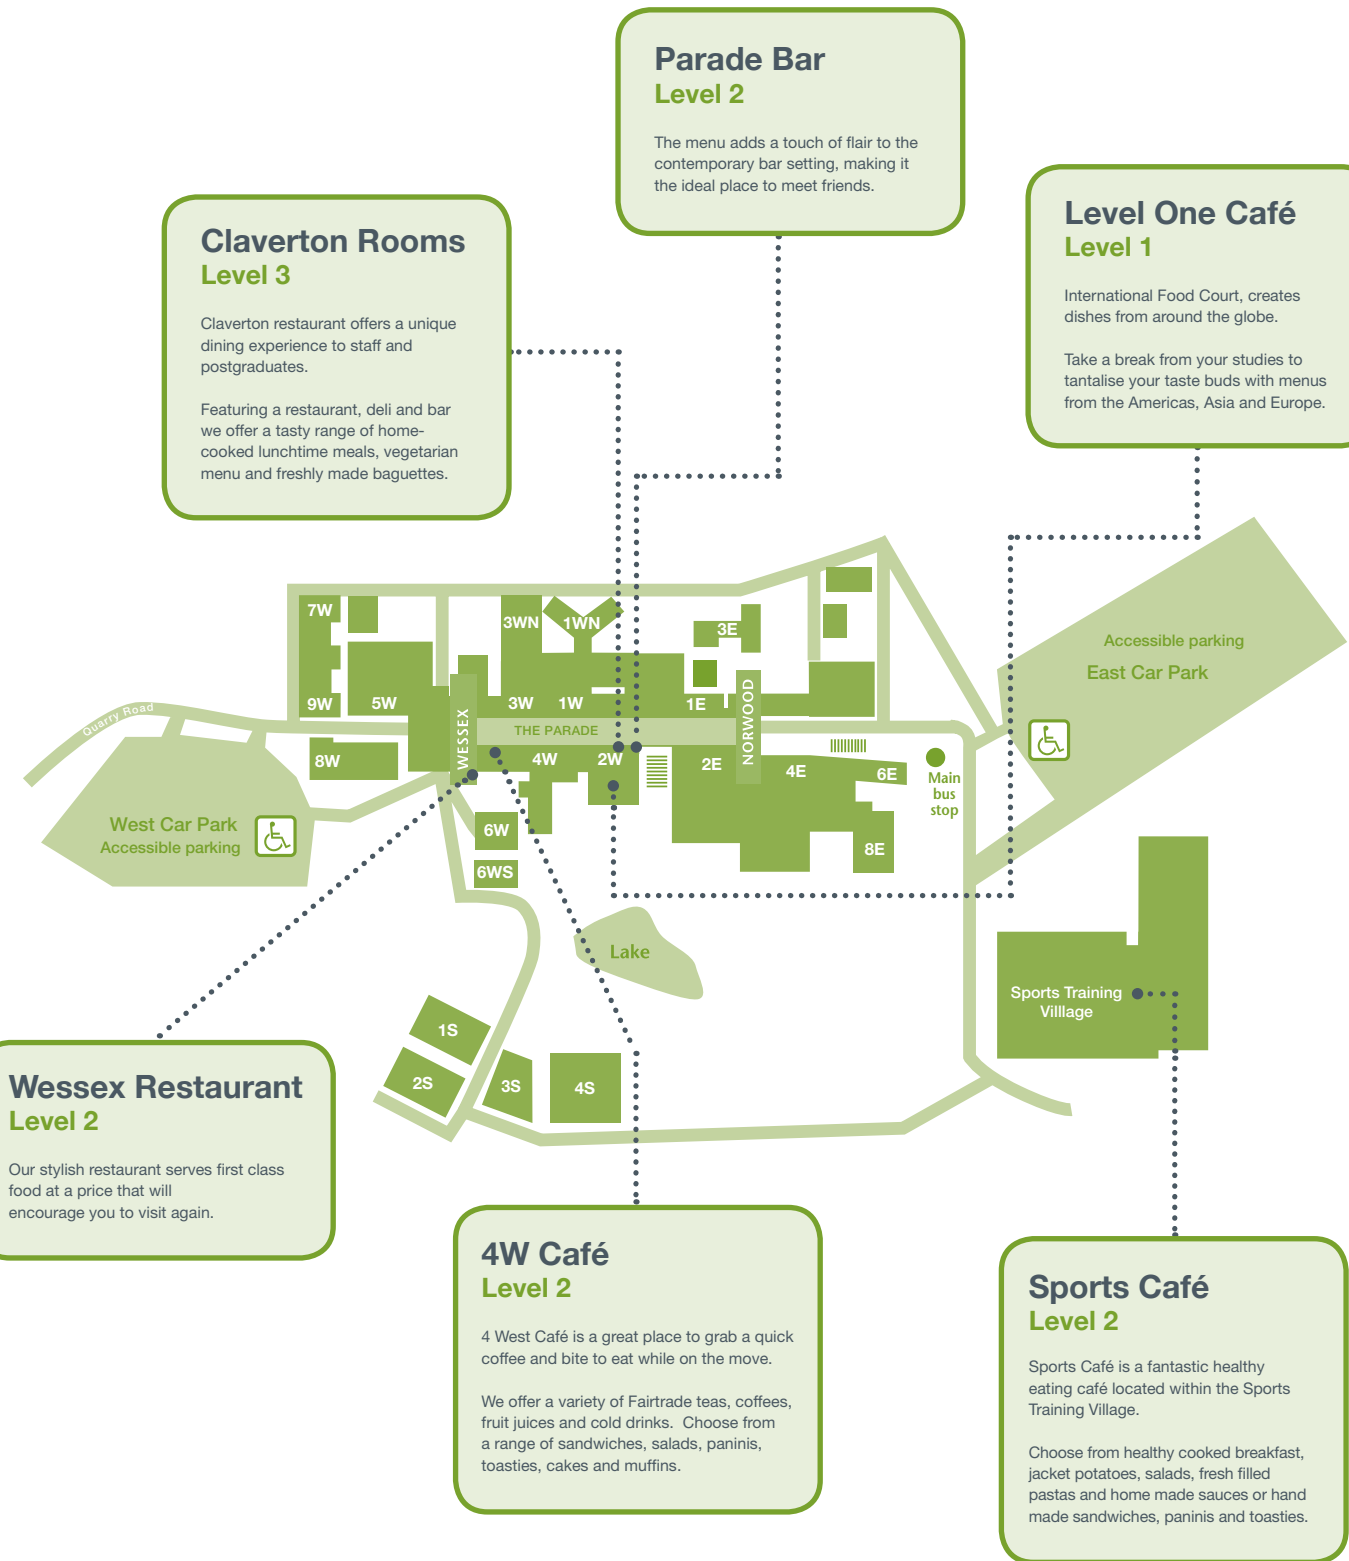 Parade Bar
Level 2
The menu adds a touch of flair to the
contemporary bar setting, making it
the ideal place to meet friends.
Claverton Rooms
Level 3
Claverton restaurant offers a unique
dining experience to staff and
postgraduates.
Featuring a restaurant, deli and bar
we offer a tasty range of home-
cooked lunchtime meals, vegetarian
menu and freshly made baguettes.
Level One Café
Level 1
International Food Court, creates
dishes from around the globe.
Take a break from your studies to
tantalise your taste buds with menus
from the Americas, Asia and Europe.
7W
3WN
1WN
3E
Accessible parking
East Car Park
9W
5W
3W
1W
1E
Quarry Road
WESSEX
THE PARADE
NORWOOD
8W
4W
2W
2E
4E
6E
Main
bus
stop
West Car Park
Accessible parking
6W
6WS
8E
Lake
Sports Training
Villlage
1S
2S
3S
4S
Wessex Restaurant
Level 2
Our stylish restaurant serves first class
food at a price that will
encourage you to visit again.
4W Café
Level 2
4 West Café is a great place to grab a quick
coffee and bite to eat while on the move.
We offer a variety of Fairtrade teas, coffees,
fruit juices and cold drinks.  Choose from
a range of sandwiches, salads, paninis,
toasties, cakes and muffins.
Sports Café
Level 2
Sports Café is a fantastic healthy
eating café located within the Sports
Training Village.
Choose from healthy cooked breakfast,
jacket potatoes, salads, fresh filled
pastas and home made sauces or hand
made sandwiches, paninis and toasties.